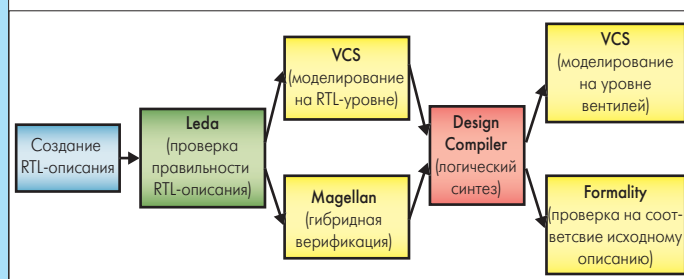 Создание
RTL-описания
Leda
(проверка
правильности
RTL-описания)
VCS
(моделирование
на RTL-уровне)
Magellan
(гибридная
верификация)
Design
Compiler
(логический
синтез)
VCS
(моделирование
на уровне
вентилей)
Formality
(проверка на соот-
ветсвие исходному
описанию)